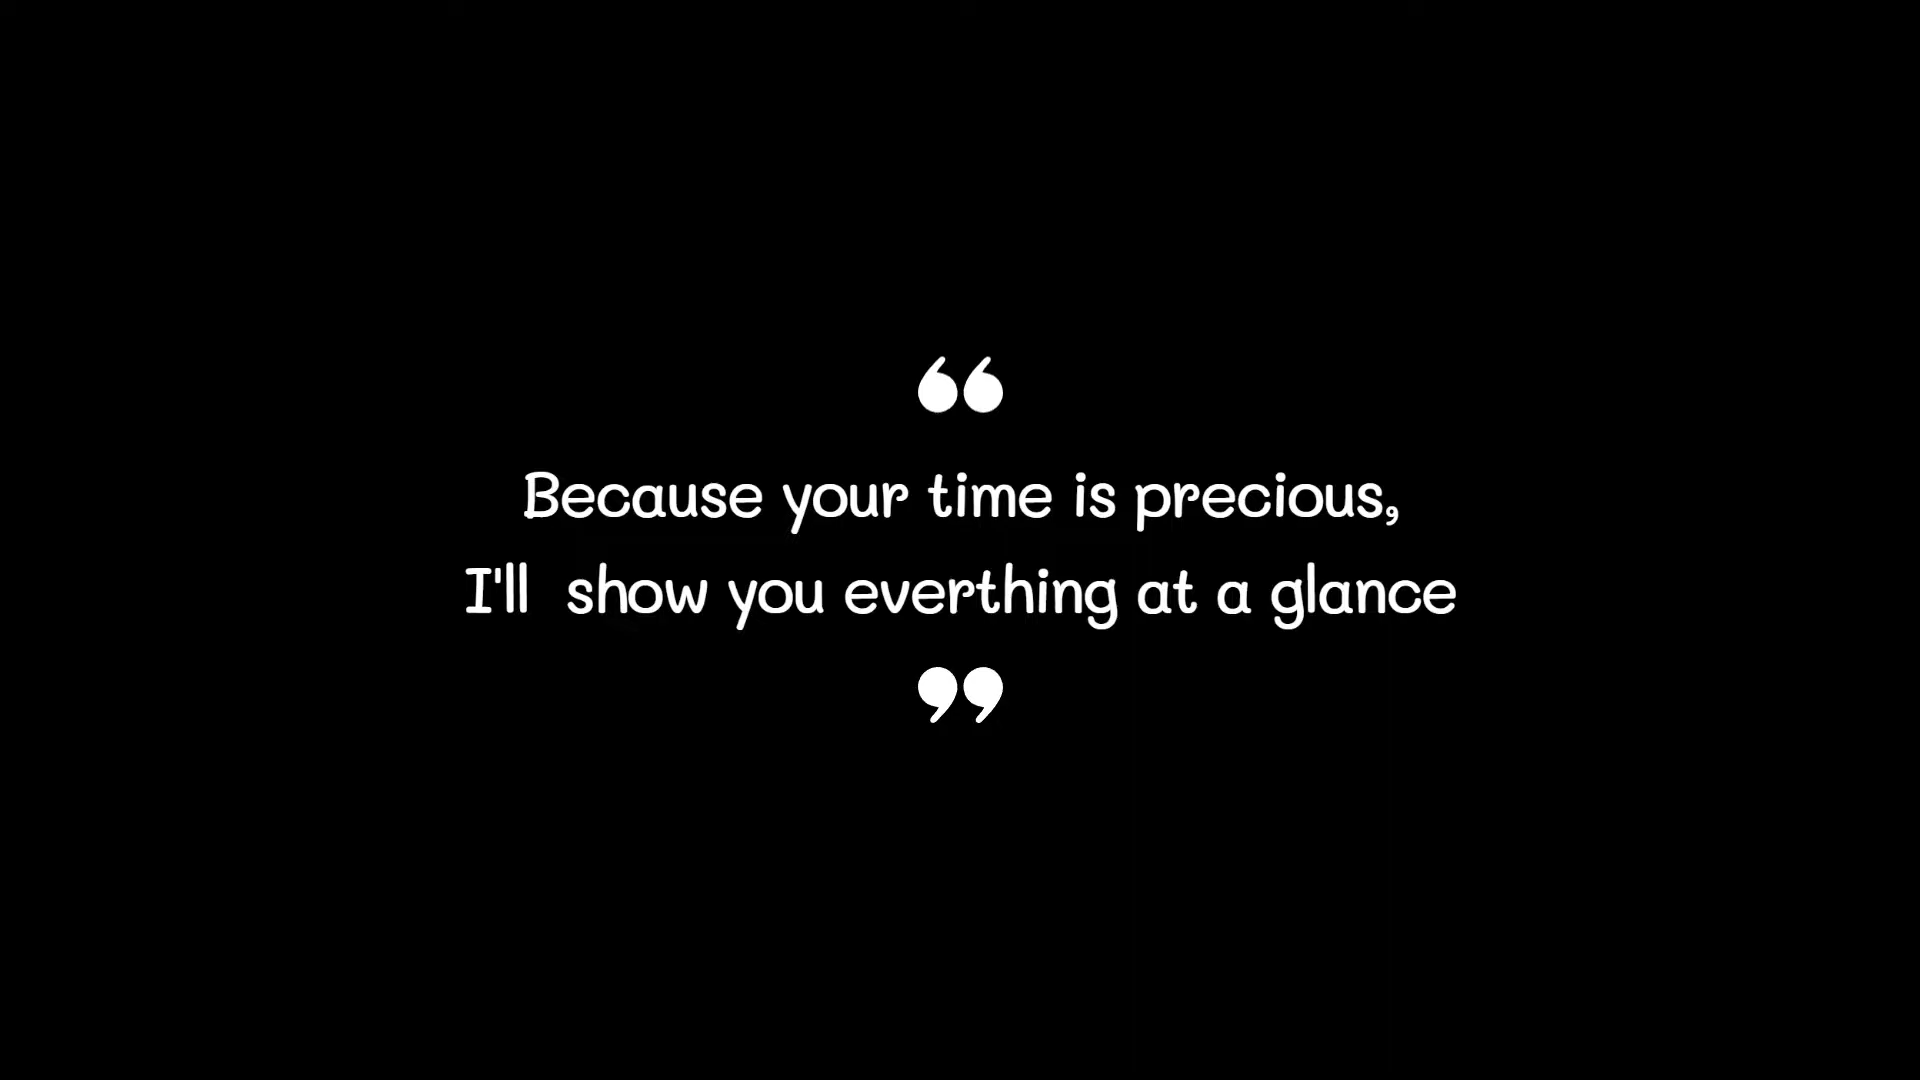 “
Because your time is precious,
I'll  show you everthing at a glance
”